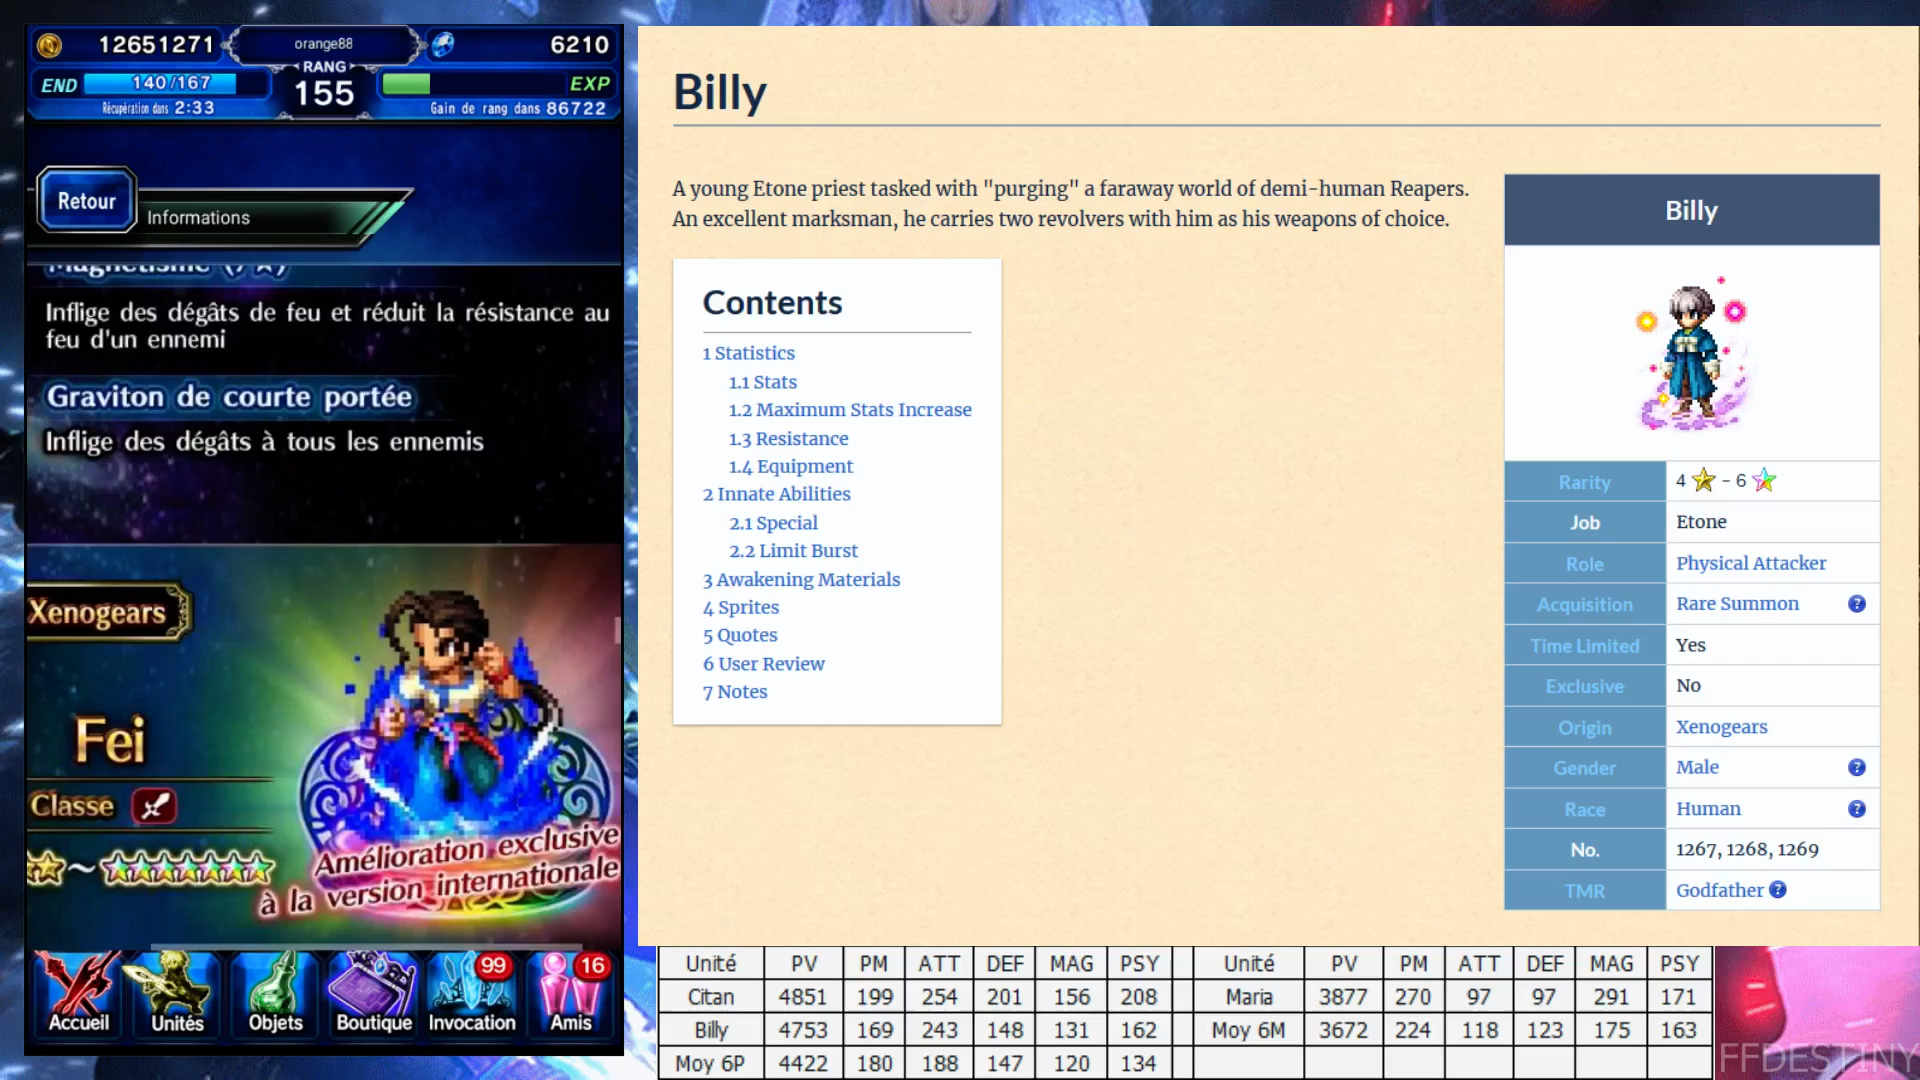 12651271
orange88
6210
END
140/167
RANG
155
EXP
Récupération dans 2:33
Gain de rang dans 86722
Retour
Informations
Magnétisme (7★)
Inflige des dégâts de feu et réduit la résistance au
feu d'un ennemi
Graviton de courte portée
Inflige des dégâts à tous les ennemis
Xenogears
Fei
Classe
Amélioration exclusive
à la version internationale
99
16
Accueil
Unités
Objets
Boutique
Invocation
Amis
Billy
A young Etone priest tasked with "purging" a faraway world of demi-human Reapers.
An excellent marksman, he carries two revolvers with him as his weapons of choice.
Contents
1 Statistics
1.1 Stats
1.2 Maximum Stats Increase
1.3 Resistance
1.4 Equipment
2 Innate Abilities
2.1 Special
2.2 Limit Burst
3 Awakening Materials
4 Sprites
5 Quotes
6 User Review
7 Notes
Billy
Rarity 4 ★ - 6 ★
Job Etone
Role Physical Attacker
Acquisition Rare Summon ?
Time Limited Yes
Exclusive No
Origin Xenogears
Gender Male ?
Race Human ?
No. 1267, 1268, 1269
TMR Godfather ?
Unité PV PM ATT DEF MAG PSY Unité PV PM ATT DEF MAG PSY
Citan 4851 199 254 201 156 208 Maria 3877 270 97 97 291 171
Billy 4753 169 243 148 131 162 Moy 6M 3672 224 118 123 175 163
Moy 6P 4422 180 188 147 120 134
FFDESTINY